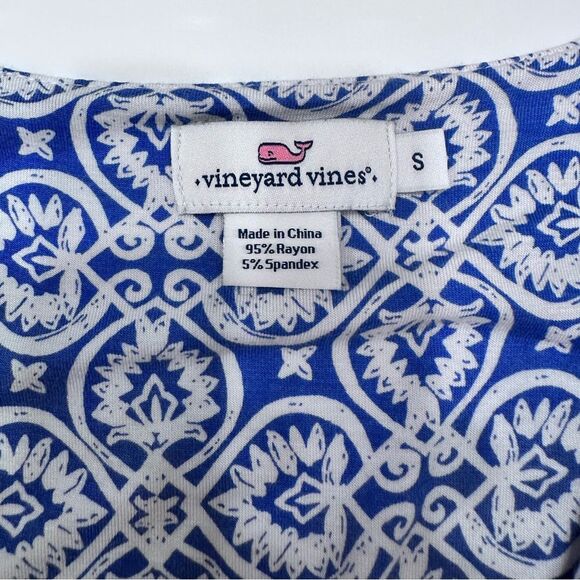 ·vineyard vines®·
S
Made in China
95% Rayon
5% Spandex